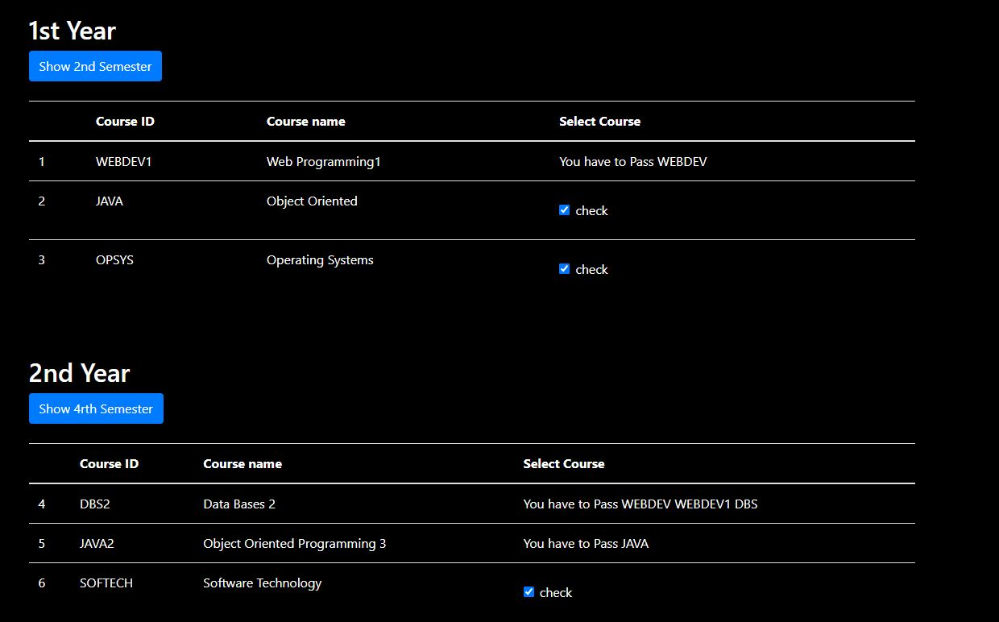 1st Year
Show 2nd Semester
Course ID Course name Select Course
1 WEBDEV1 Web Programming1 You have to Pass WEBDEV
2 JAVA Object Oriented check
3 OPSYS Operating Systems check
2nd Year
Show 4rth Semester
Course ID Course name Select Course
4 DBS2 Data Bases 2 You have to Pass WEBDEV WEBDEV1 DBS
5 JAVA2 Object Oriented Programming 3 You have to Pass JAVA
6 SOFTECH Software Technology check